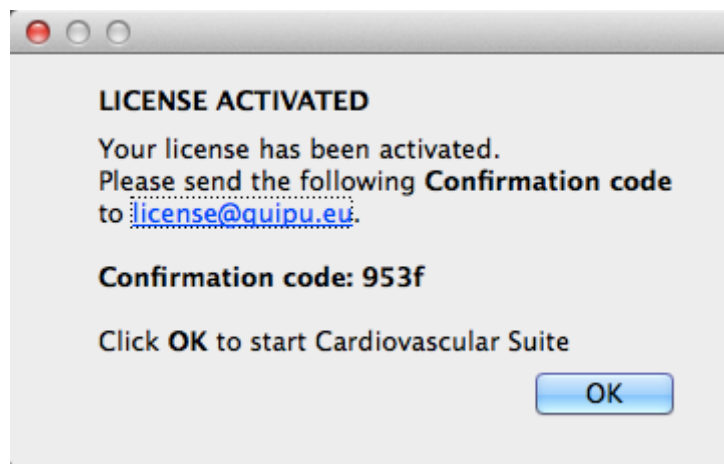 LICENSE ACTIVATED
Your license has been activated.
Please send the following Confirmation code
to license@quipu.eu.
Confirmation code: 953f
Click OK to start Cardiovascular Suite
OK